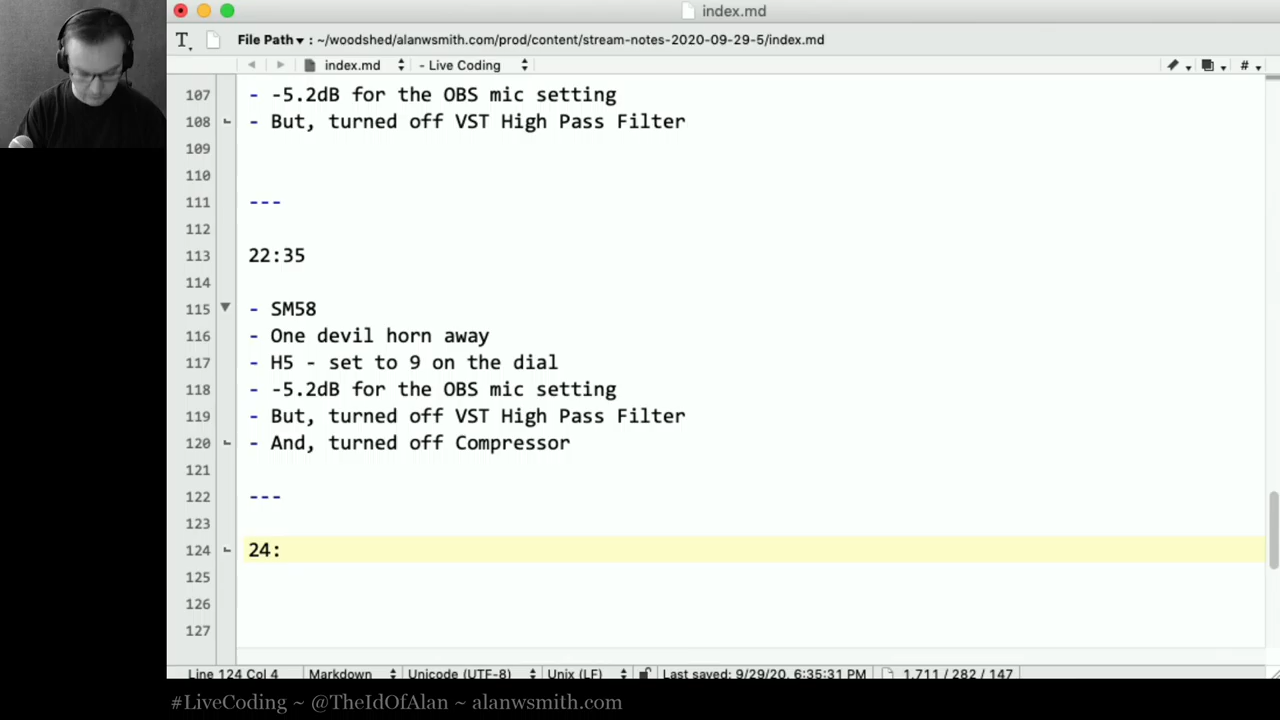 index.md
File Path ▾ : ~/woodshed/alanwsmith.com/prod/content/stream-notes-2020-09-29-5/index.md
index.md - Live Coding #
107 - -5.2dB for the OBS mic setting
108 - But, turned off VST High Pass Filter
109
110
111 ---
112
113 22:35
114
115 - SM58
116 - One devil horn away
117 - H5 - set to 9 on the dial
118 - -5.2dB for the OBS mic setting
119 - But, turned off VST High Pass Filter
120 - And, turned off Compressor
121
122 ---
123
124 24:
125
126
127
Line 124 Col 4 Markdown Unicode (UTF-8) Unix (LF) Last saved: 9/29/20, 6:35:31 PM 1,711 / 282 / 147
#LiveCoding ~ @TheIdOfAlan ~ alanwsmith.com